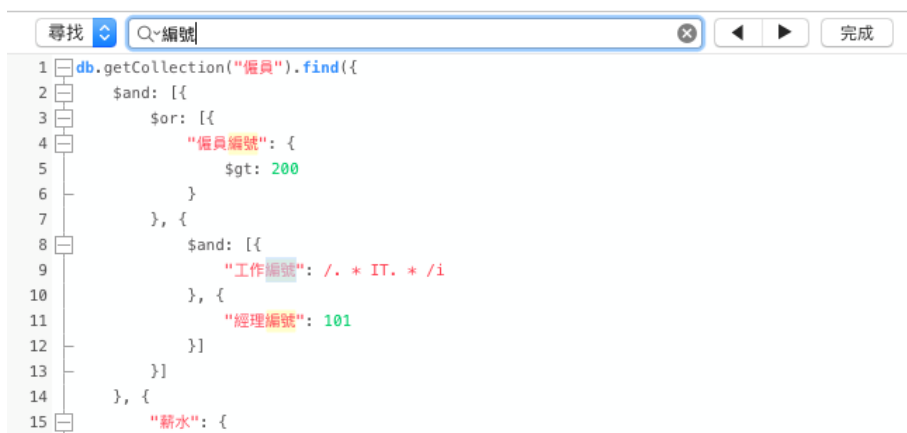 尋找 編號 完成
1 db.getCollection("僱員").find({
2 $and: [{
3 $or: [{
4 "僱員編號": {
5 $gt: 200
6 }
7 }, {
8 $and: [{
9 "工作編號": /. * IT. * /i
10 }, {
11 "經理編號": 101
12 }]
13 }]
14 }, {
15 "薪水": {